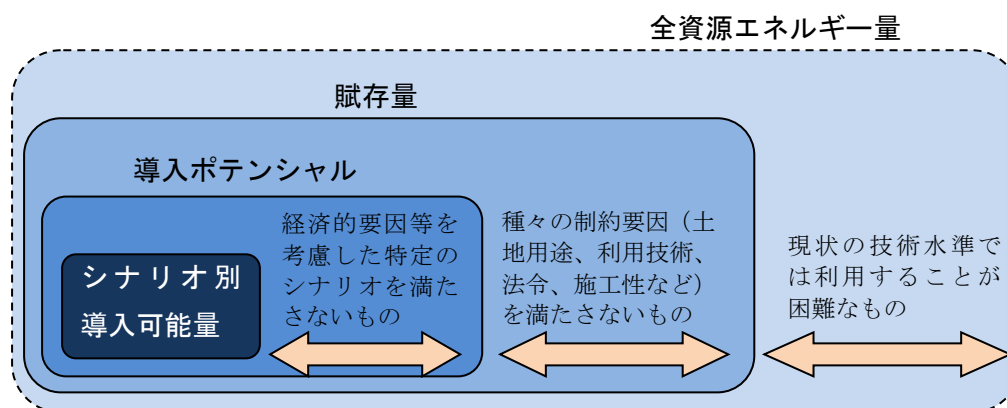 全資源エネルギー量
賦存量
導入ポテンシャル
シナリオ別
導入可能量
経済的要因等を
考慮した特定の
シナリオを満た
さないもの
種々の制約要因（土
地用途、利用技術、
法令、施工性など）
を満たさないもの
現状の技術水準で
は利用することが
困難なもの